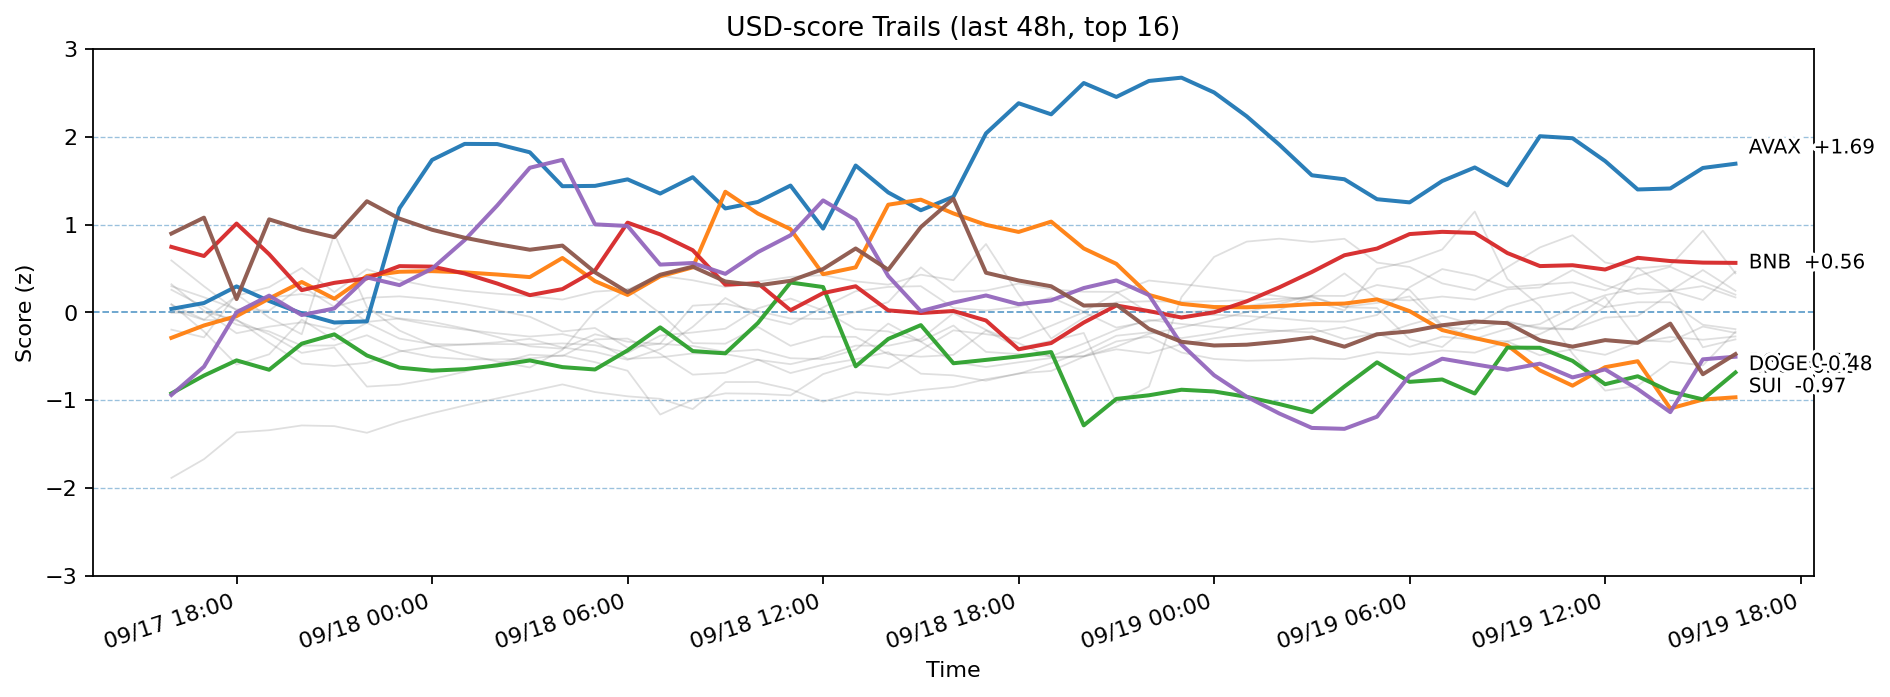 USD-score Trails (last 48h, top 16)
Score (z)
3
2
1
0
−1
−2
−3
AVAX +1.69
BNB +0.56
DOGE -0.48
SUI -0.97
09/17 18:00
09/18 00:00
09/18 06:00
09/18 12:00
09/18 18:00
09/19 00:00
09/19 06:00
09/19 12:00
09/19 18:00
Time